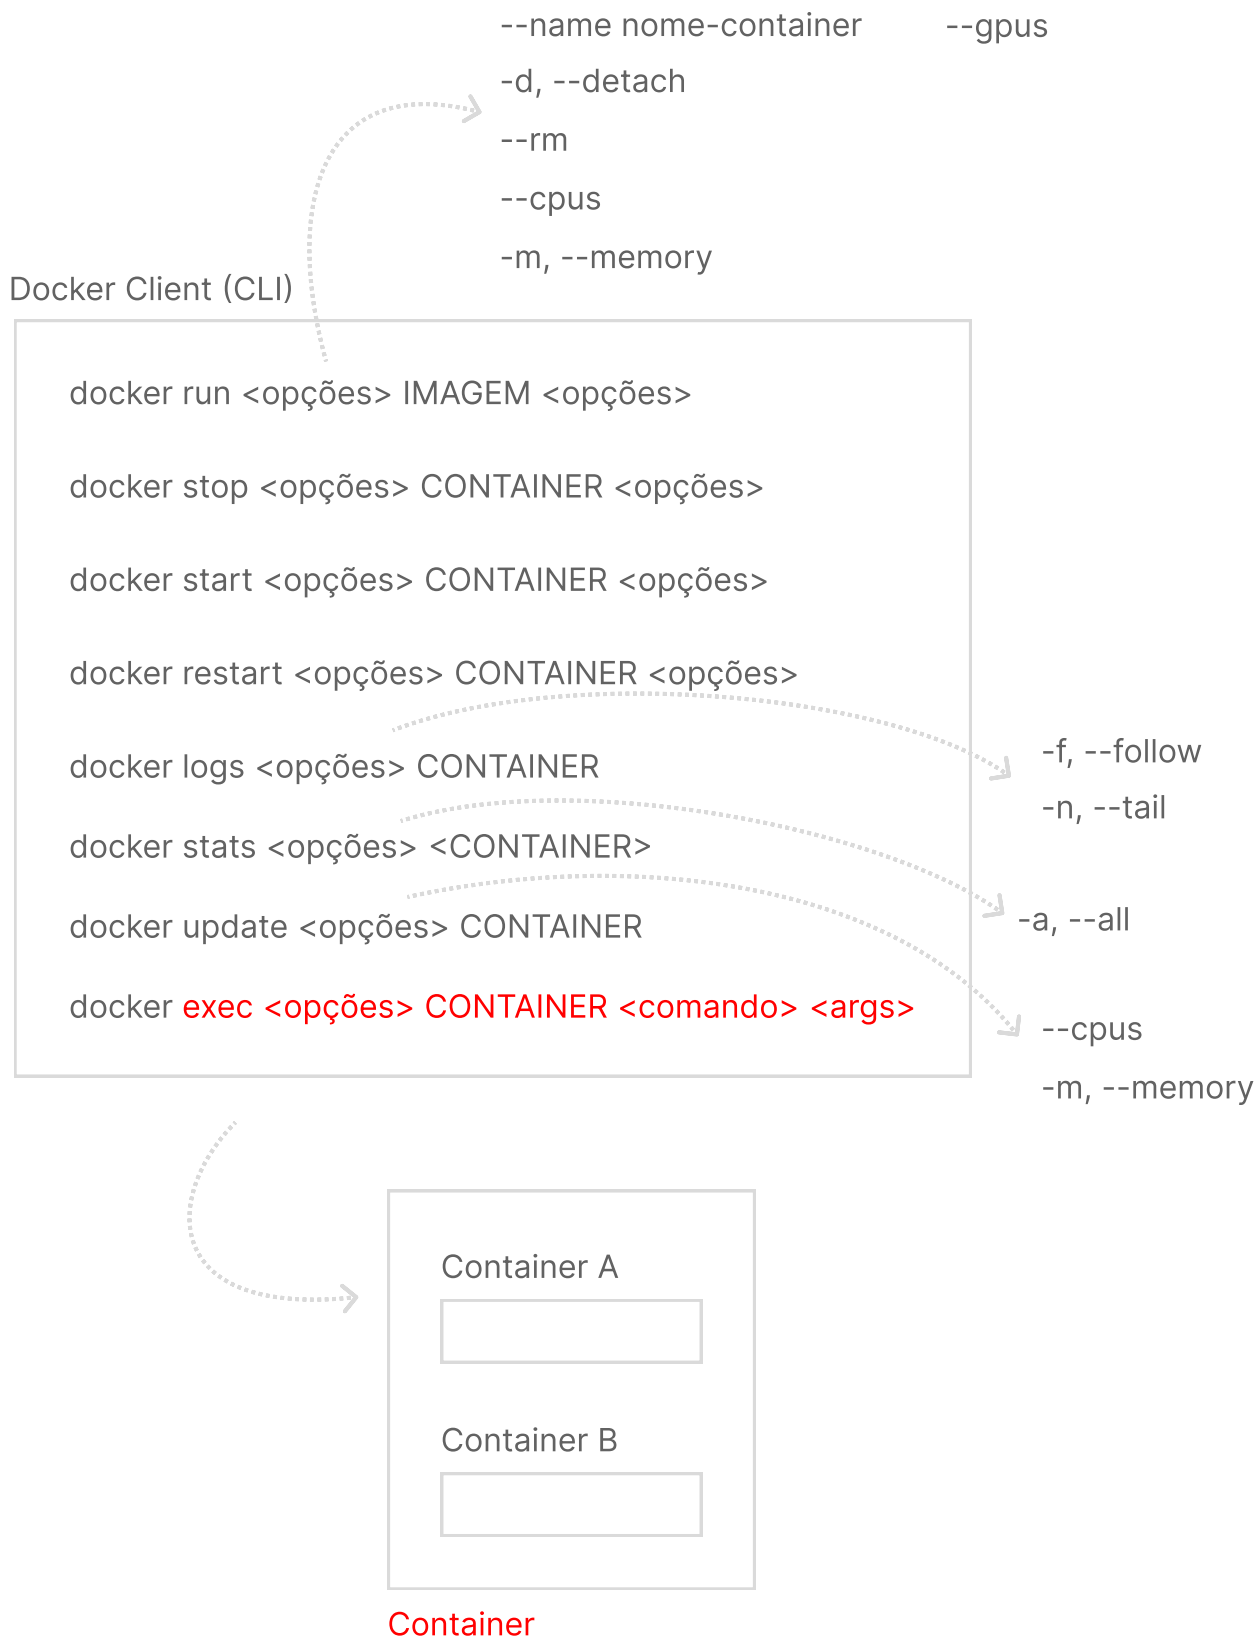 --name nome-container --gpus
-d, --detach
--rm
--cpus
-m, --memory
Docker Client (CLI)
docker run <opções> IMAGEM <opções>
docker stop <opções> CONTAINER <opções>
docker start <opções> CONTAINER <opções>
docker restart <opções> CONTAINER <opções>
docker logs <opções> CONTAINER
-f, --follow
-n, --tail
docker stats <opções> <CONTAINER>
-a, --all
docker update <opções> CONTAINER
docker exec <opções> CONTAINER <comando> <args>
--cpus
-m, --memory
Container A
Container B
Container